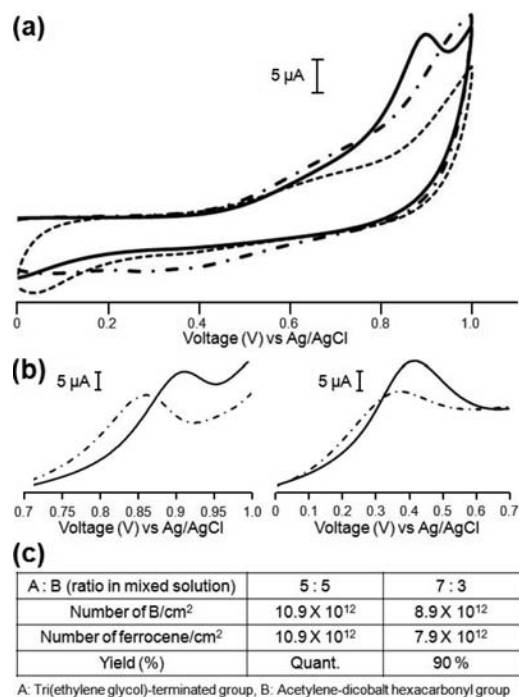 (a)
5 µA
0 0.2 0.4 0.6 0.8 1.0
Voltage (V) vs Ag/AgCl
(b)
5 µA
5 µA
0.7 0.75 0.8 0.85 0.9 0.95 1.0
0 0.1 0.2 0.3 0.4 0.5 0.6 0.7
Voltage (V) vs Ag/AgCl
Voltage (V) vs Ag/AgCl
(c)
A : B (ratio in mixed solution) 5 : 5 7 : 3
Number of B/cm² 10.9 X 10¹² 8.9 X 10¹²
Number of ferrocene/cm² 10.9 X 10¹² 7.9 X 10¹²
Yield (%) Quant. 90 %
A: Tri(ethylene glycol)-terminated group, B: Acetylene-dicobalt hexacarbonyl group